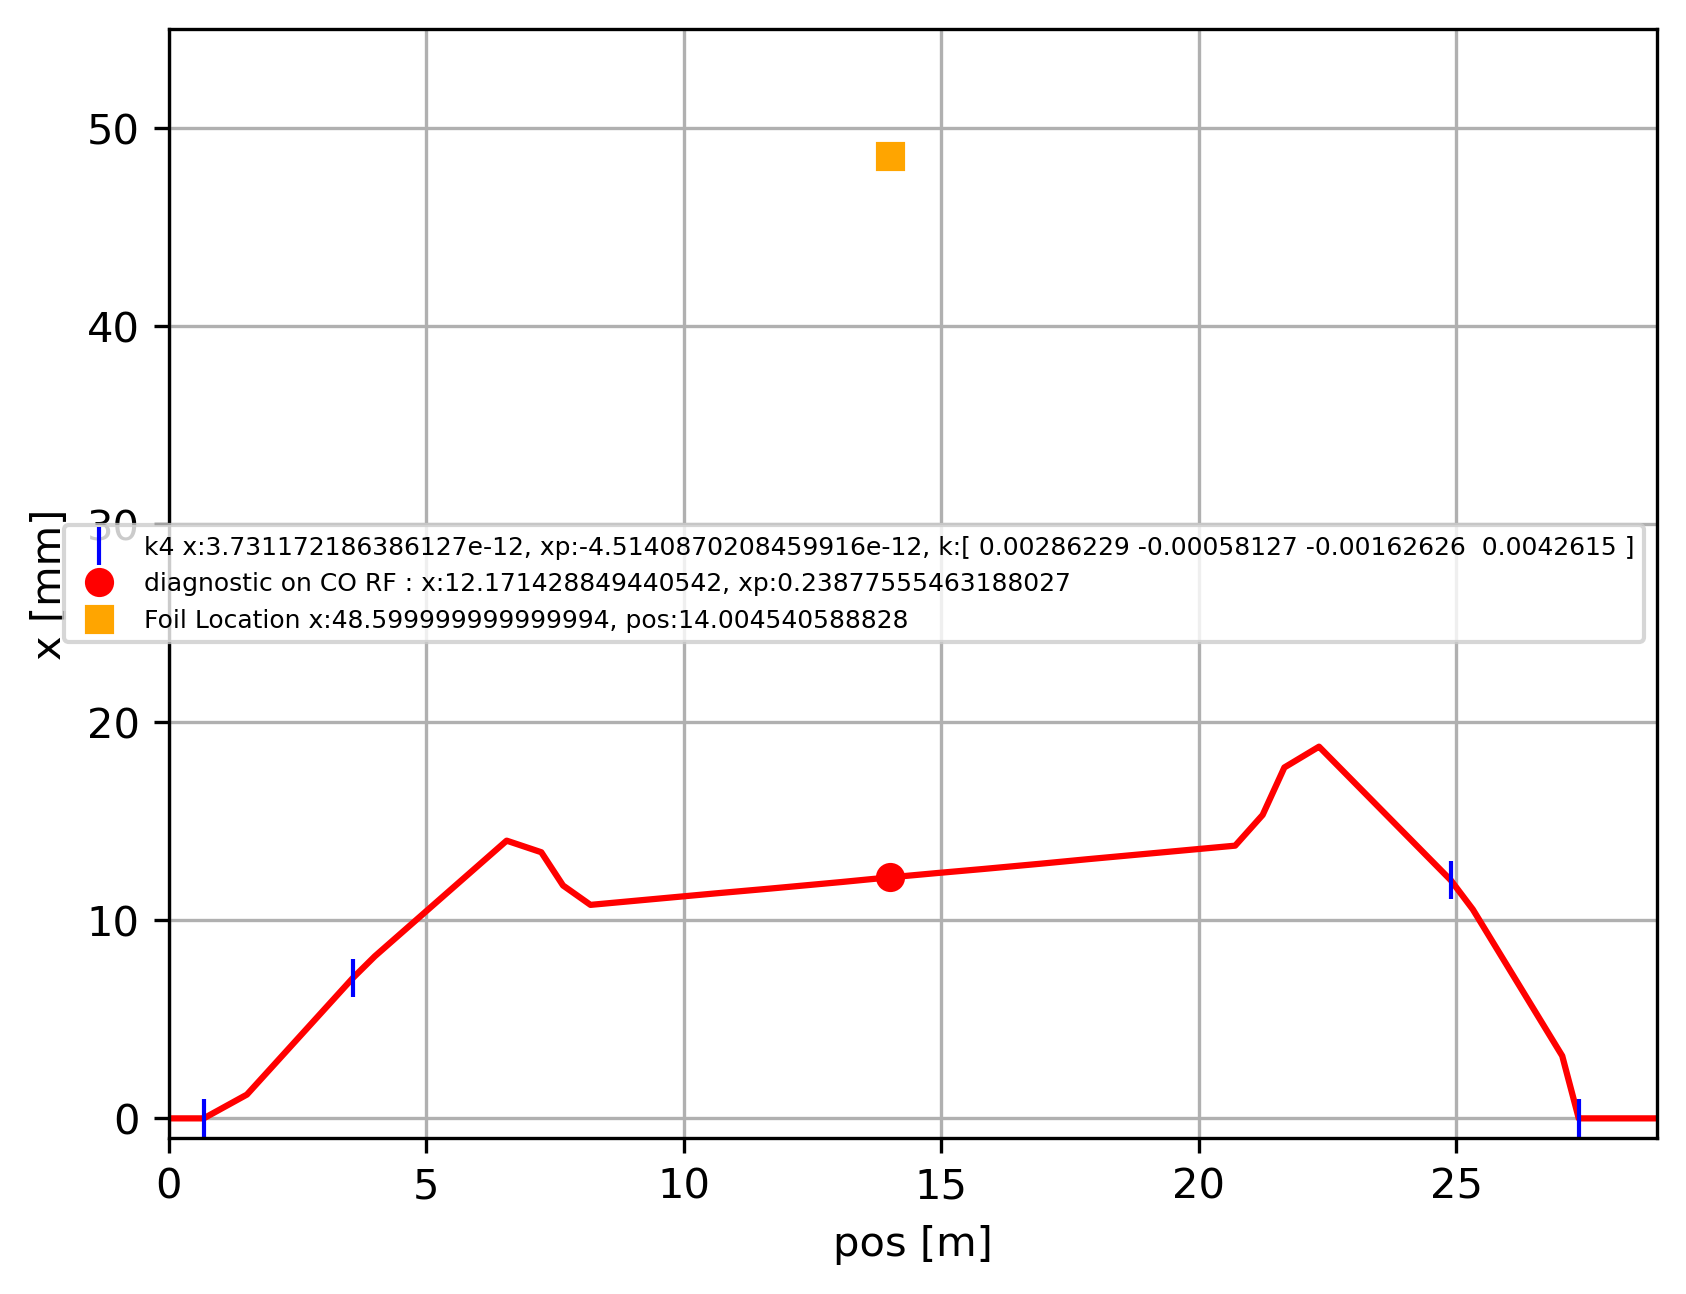 50
40
30
k4 x:3.731172186386127e-12, xp:-4.5140870208459916e-12, k:[ 0.00286229 -0.00058127 -0.00162626  0.0042615 ]
diagnostic on CO RF : x:12.171428849440542, xp:0.23877555463188027
Foil Location x:48.599999999999994, pos:14.004540588828
x [mm]
20
10
0
0 5 10 15 20 25
pos [m]